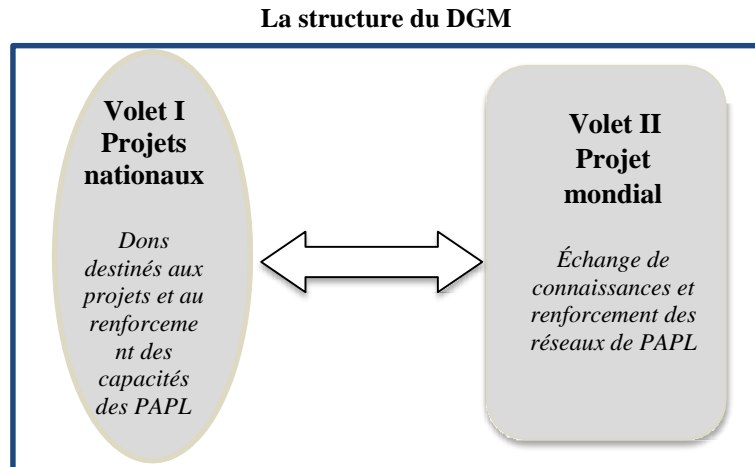 La structure du DGM
Volet I
Projets
nationaux
Dons
destinés aux
projets et au
renforceme
nt des
capacités
des PAPL
Volet II
Projet
mondial
Échange de
connaissances et
renforcement des
réseaux de PAPL